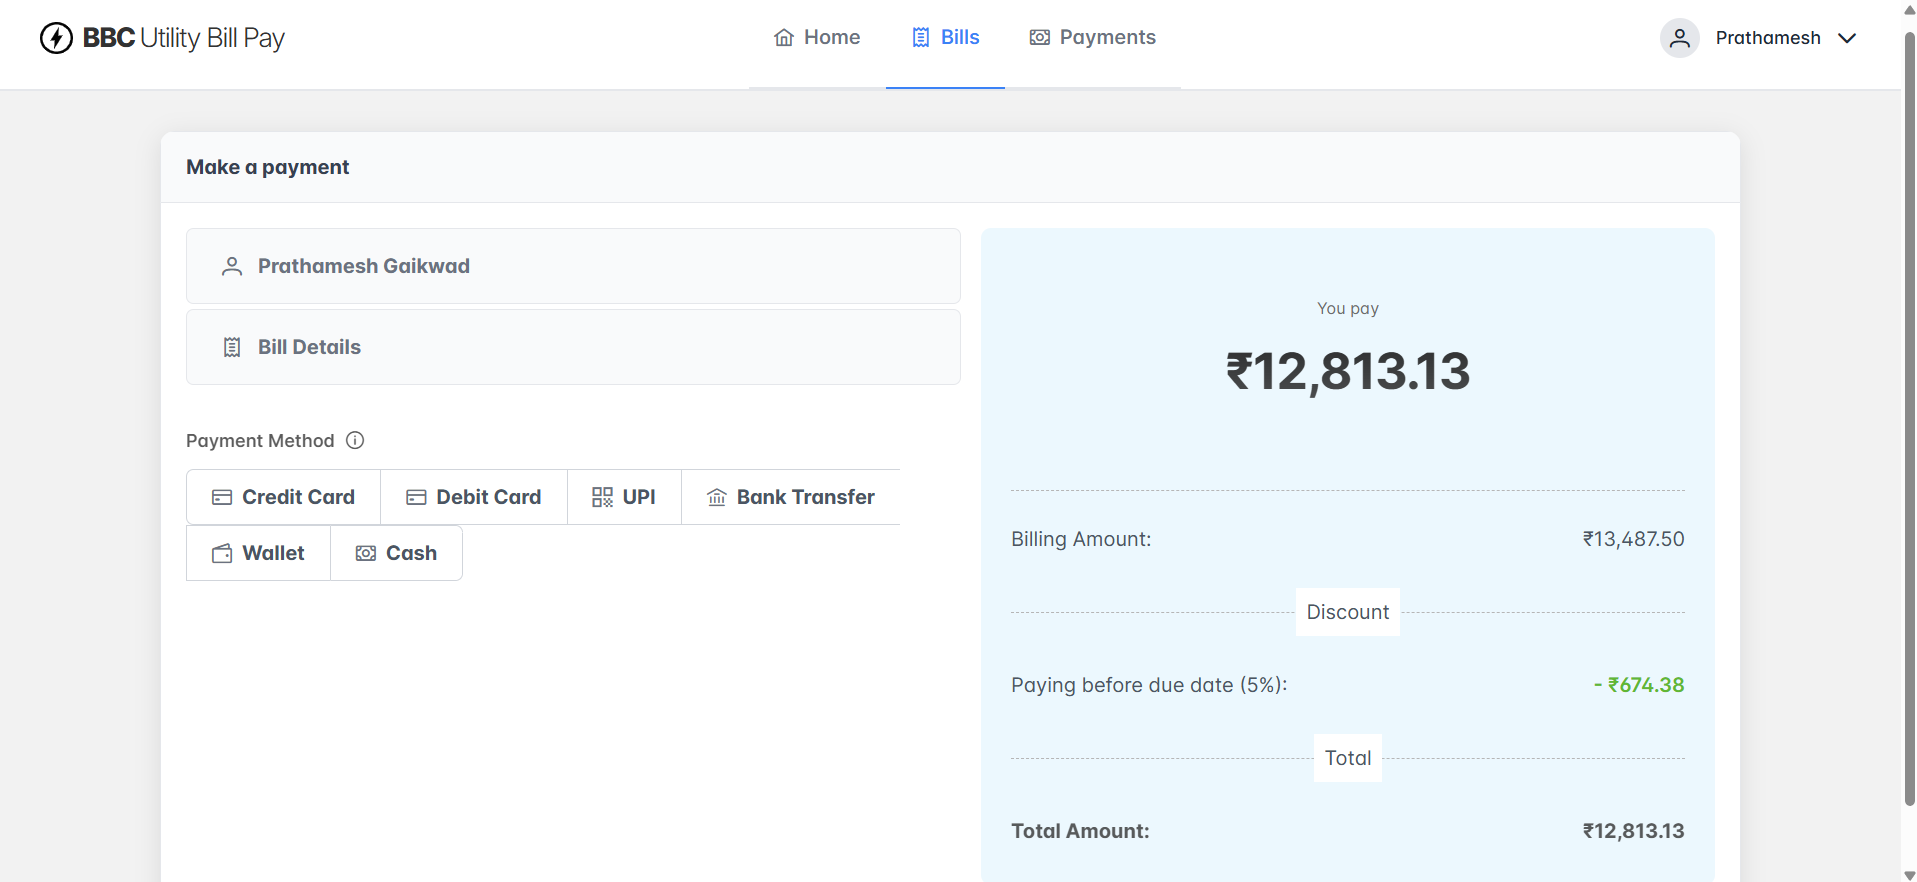 BBC Utility Bill Pay
Home
Bills
Payments
Prathamesh
Make a payment
Prathamesh Gaikwad
Bill Details
Payment Method
Credit Card
Debit Card
UPI
Bank Transfer
Wallet
Cash
You pay
₹12,813.13
Billing Amount: ₹13,487.50
Discount
Paying before due date (5%): - ₹674.38
Total
Total Amount: ₹12,813.13